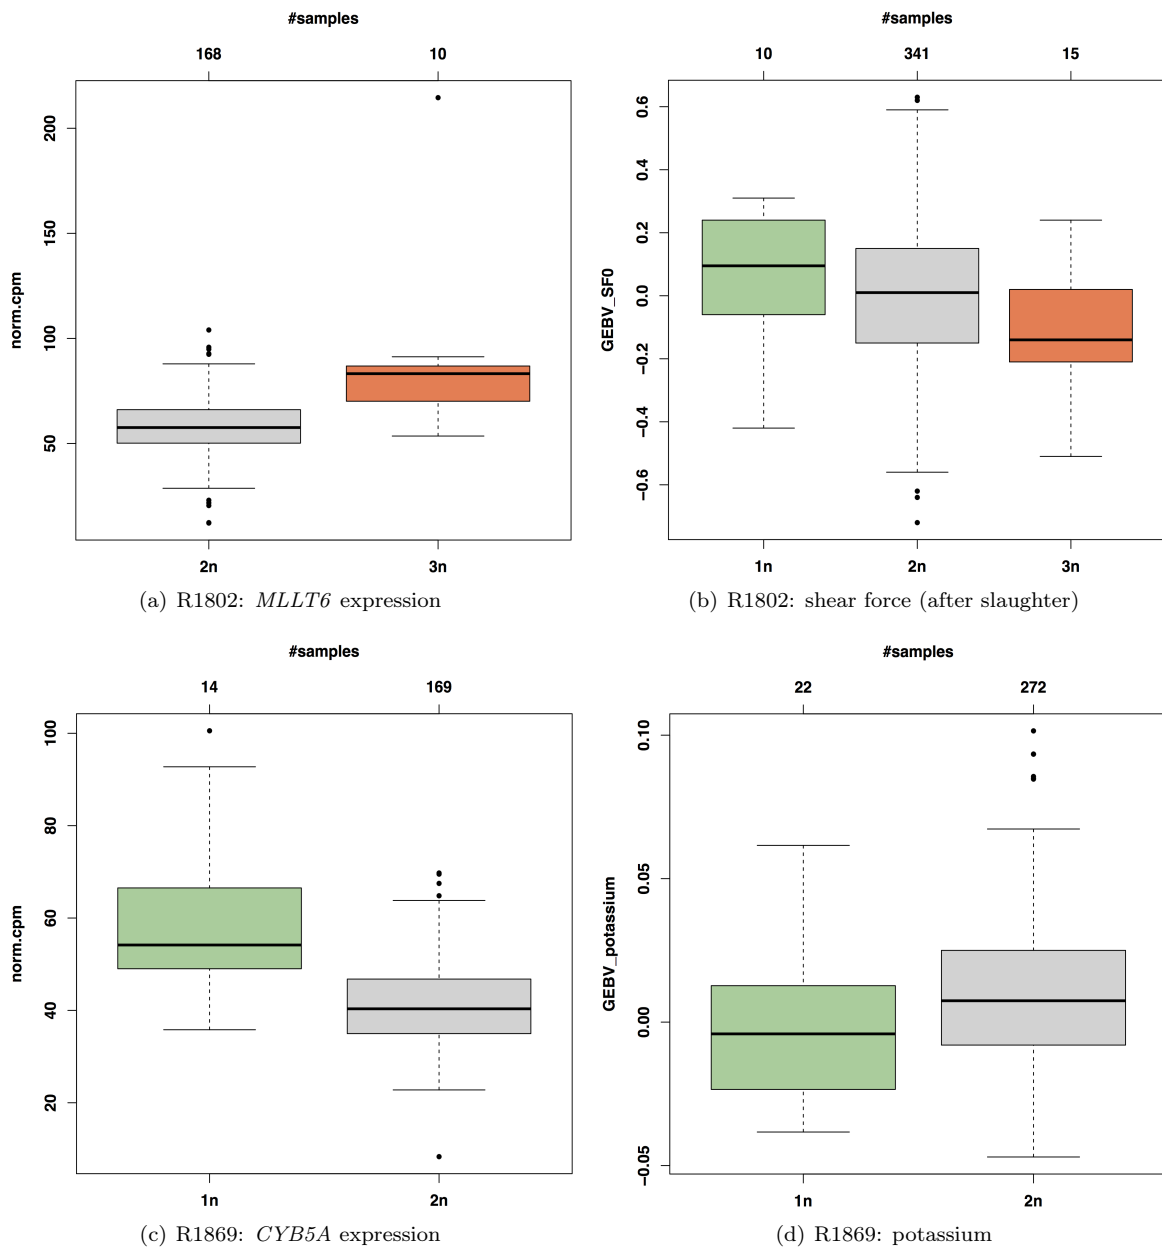 #samples
168 10
200
150
100
50
norm.cpm
2n 3n
(a) R1802: MLLT6 expression
#samples
10 341 15
0.6
0.4
0.2
0.0
−0.2
−0.4
−0.6
GEBV_SF0
1n 2n 3n
(b) R1802: shear force (after slaughter)
#samples
14 169
100
80
60
40
20
norm.cpm
1n 2n
(c) R1869: CYB5A expression
#samples
22 272
0.10
0.05
0.00
−0.05
GEBV_potassium
1n 2n
(d) R1869: potassium